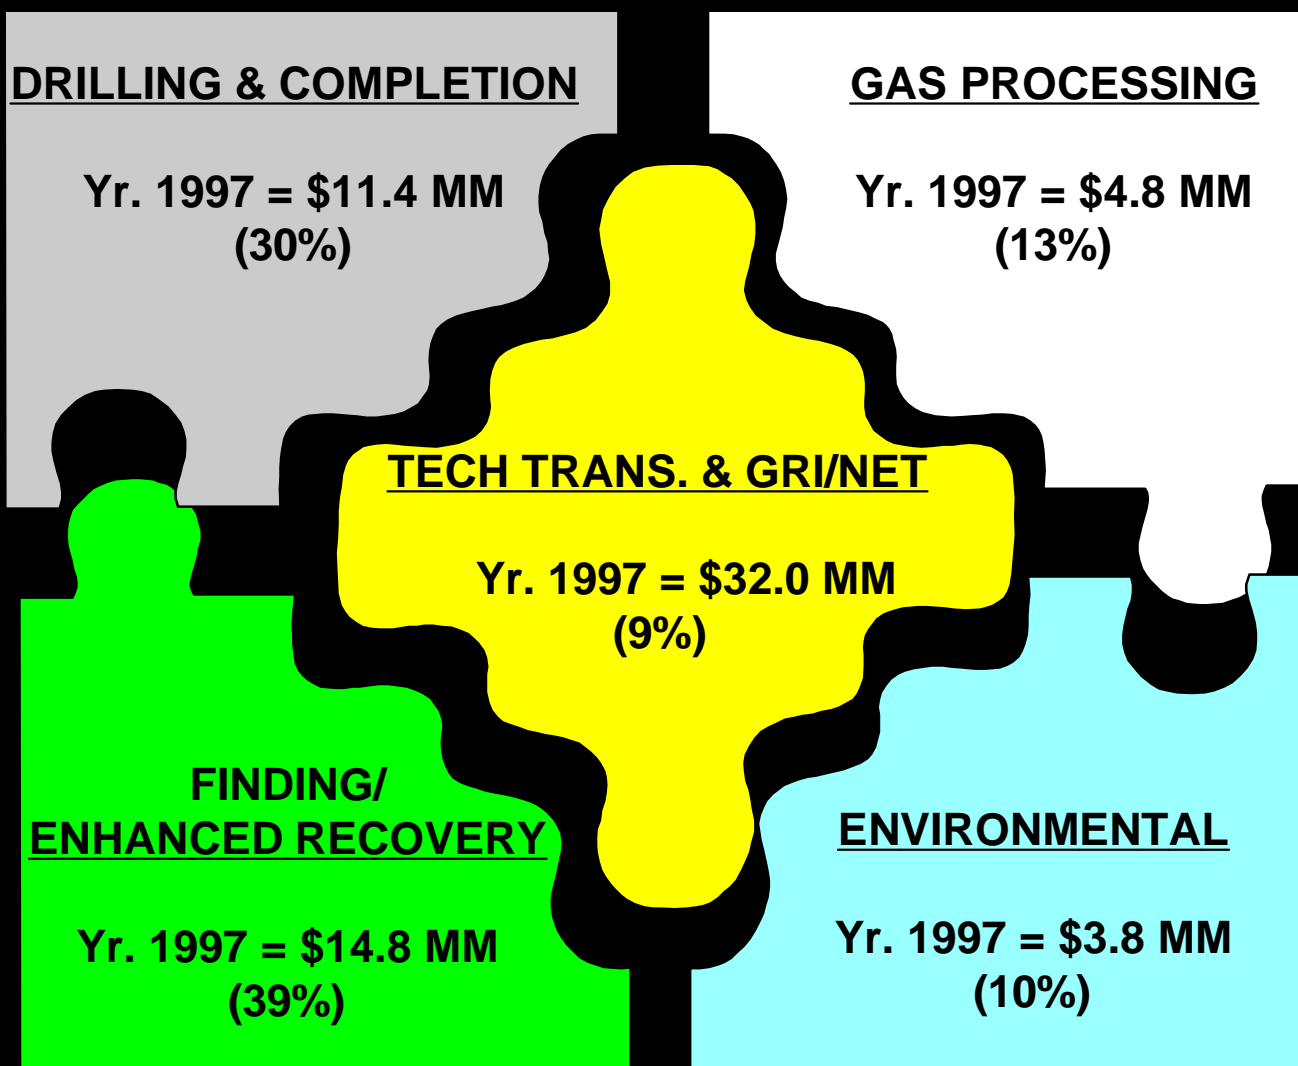 DRILLING & COMPLETION
Yr. 1997 = $11.4 MM
(30%)
GAS PROCESSING
Yr. 1997 = $4.8 MM
(13%)
TECH TRANS. & GRI/NET
Yr. 1997 = $32.0 MM
(9%)
FINDING/
ENHANCED RECOVERY
Yr. 1997 = $14.8 MM
(39%)
ENVIRONMENTAL
Yr. 1997 = $3.8 MM
(10%)